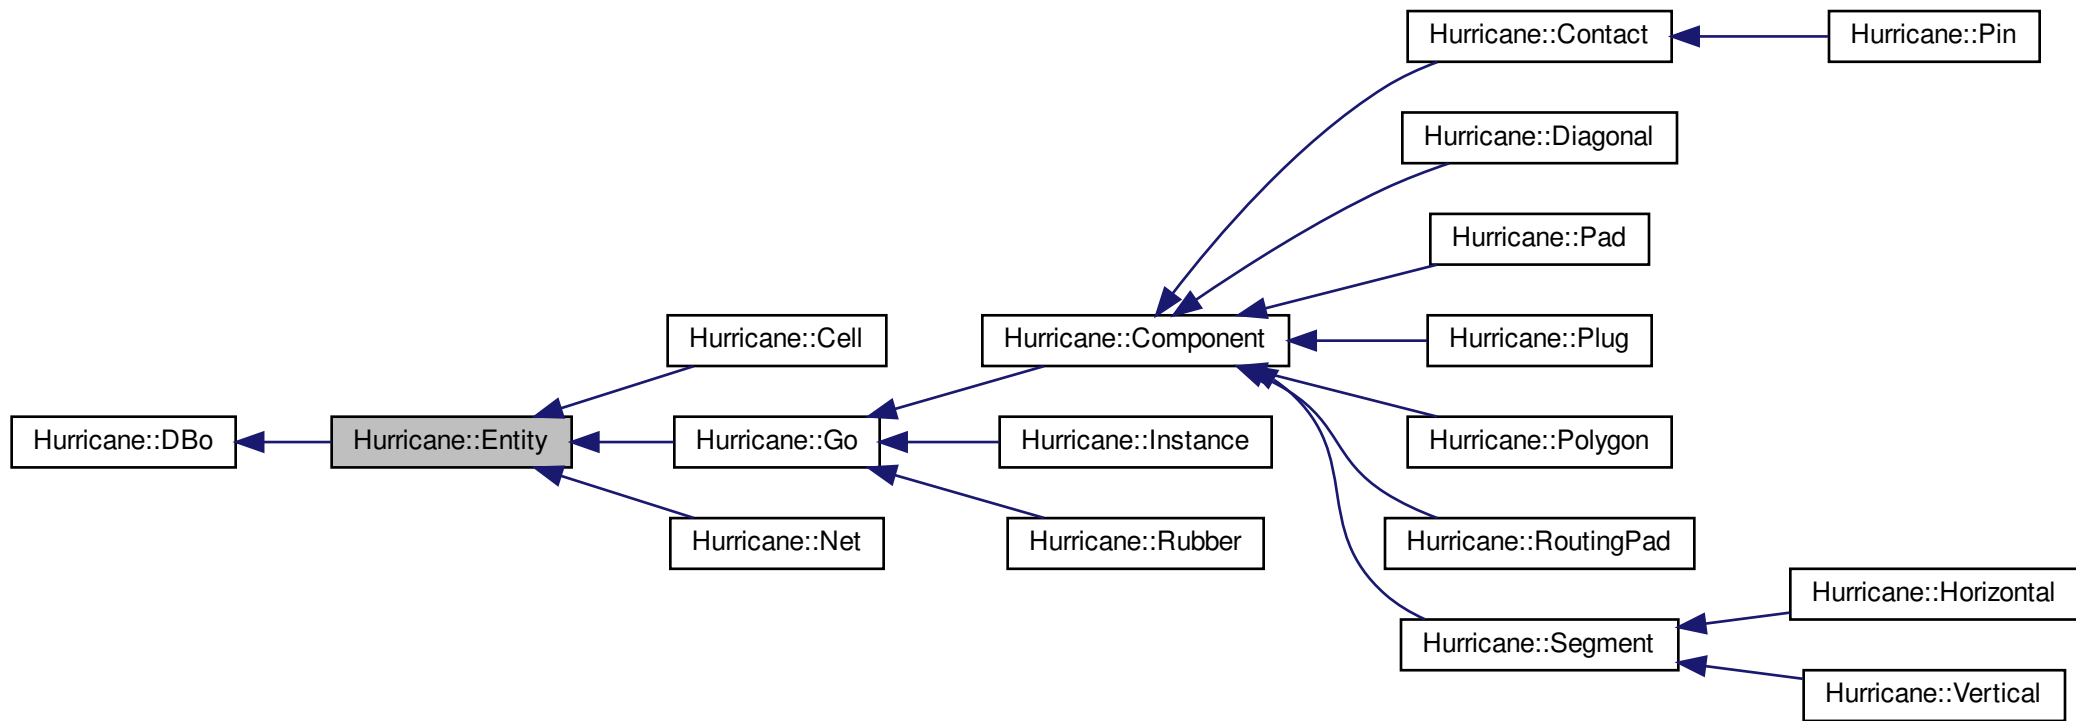 Hurricane::Contact
Hurricane::Pin
Hurricane::Diagonal
Hurricane::Pad
Hurricane::Cell
Hurricane::Component
Hurricane::Plug
Hurricane::DBo
Hurricane::Entity
Hurricane::Go
Hurricane::Instance
Hurricane::Polygon
Hurricane::Net
Hurricane::Rubber
Hurricane::RoutingPad
Hurricane::Horizontal
Hurricane::Segment
Hurricane::Vertical